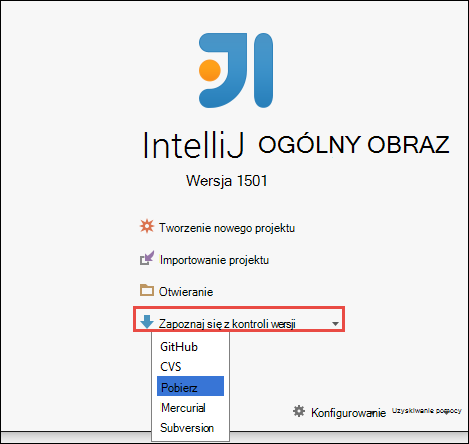 IntelliJ OGÓLNY OBRAZ
Wersja 1501
Tworzenie nowego projektu
Importowanie projektu
Otwieranie
Zapoznaj się z kontroli wersji
GitHub
CVS
Pobierz
Mercurial
Subversion
Konfigurowanie Uzyskiwanie pomocy